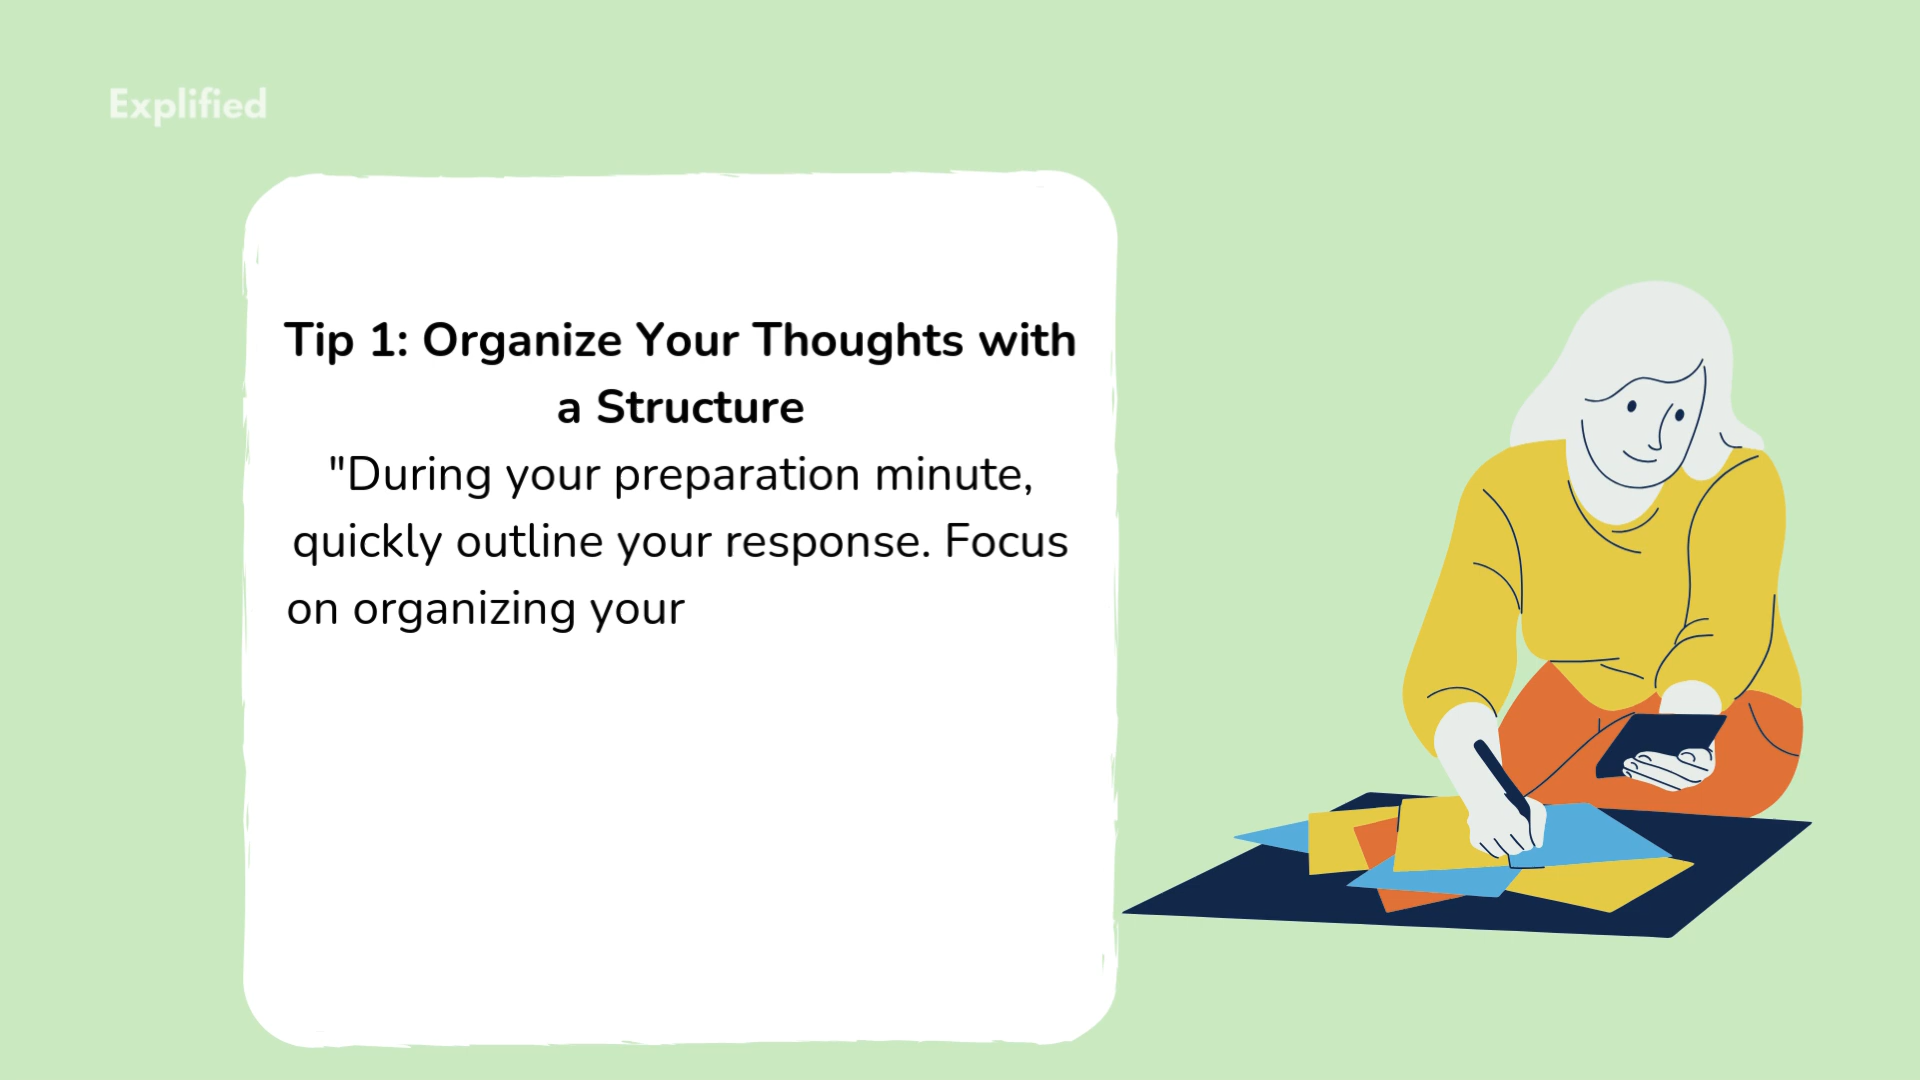 Explified
Tip 1: Organize Your Thoughts with
a Structure
"During your preparation minute,
quickly outline your response. Focus
on organizing your